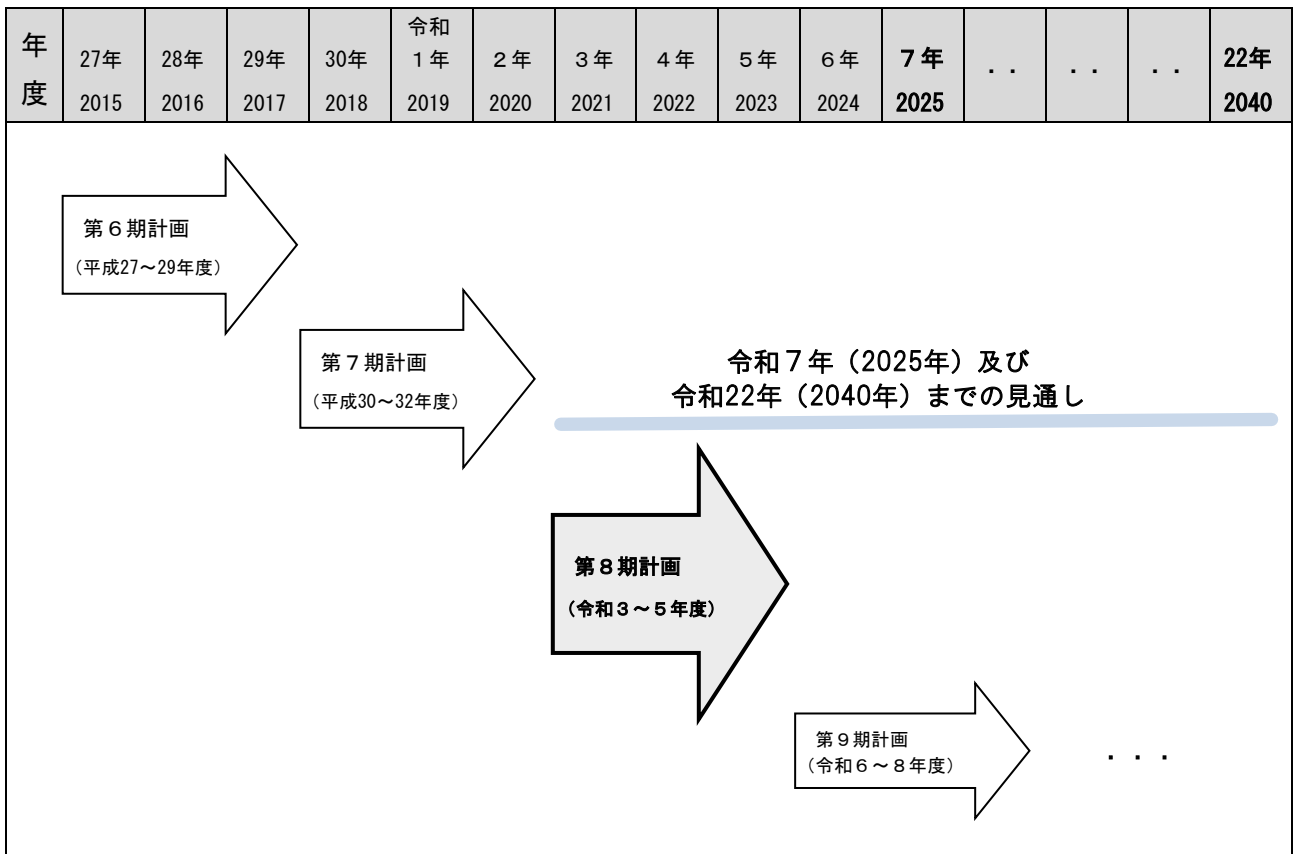 年度
27年
2015
28年
2016
29年
2017
30年
2018
令和
1年
2019
２年
2020
３年
2021
４年
2022
５年
2023
６年
2024
７年
2025
．．
．．
．．
22年
2040
第６期計画
（平成27～29年度）
第７期計画
（平成30～32年度）
令和７年（2025年）及び
令和22年（2040年）までの見通し
第８期計画
（令和３～５年度）
第９期計画
（令和６～８年度）
．．．